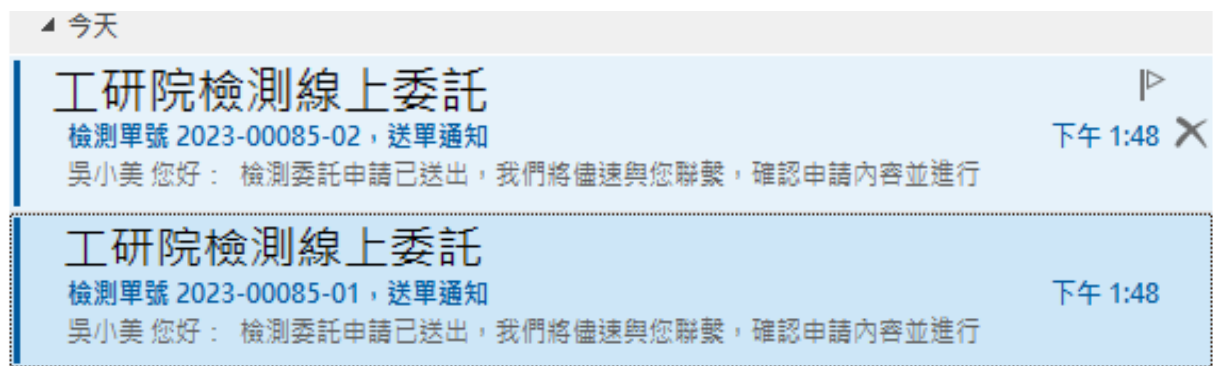 今天
工研院檢測線上委託
檢測單號 2023-00085-02，送單通知 下午 1:48
吳小美 您好： 檢測委託申請已送出，我們將儘速與您聯繫，確認申請內容並進行
工研院檢測線上委託
檢測單號 2023-00085-01，送單通知 下午 1:48
吳小美 您好： 檢測委託申請已送出，我們將儘速與您聯繫，確認申請內容並進行